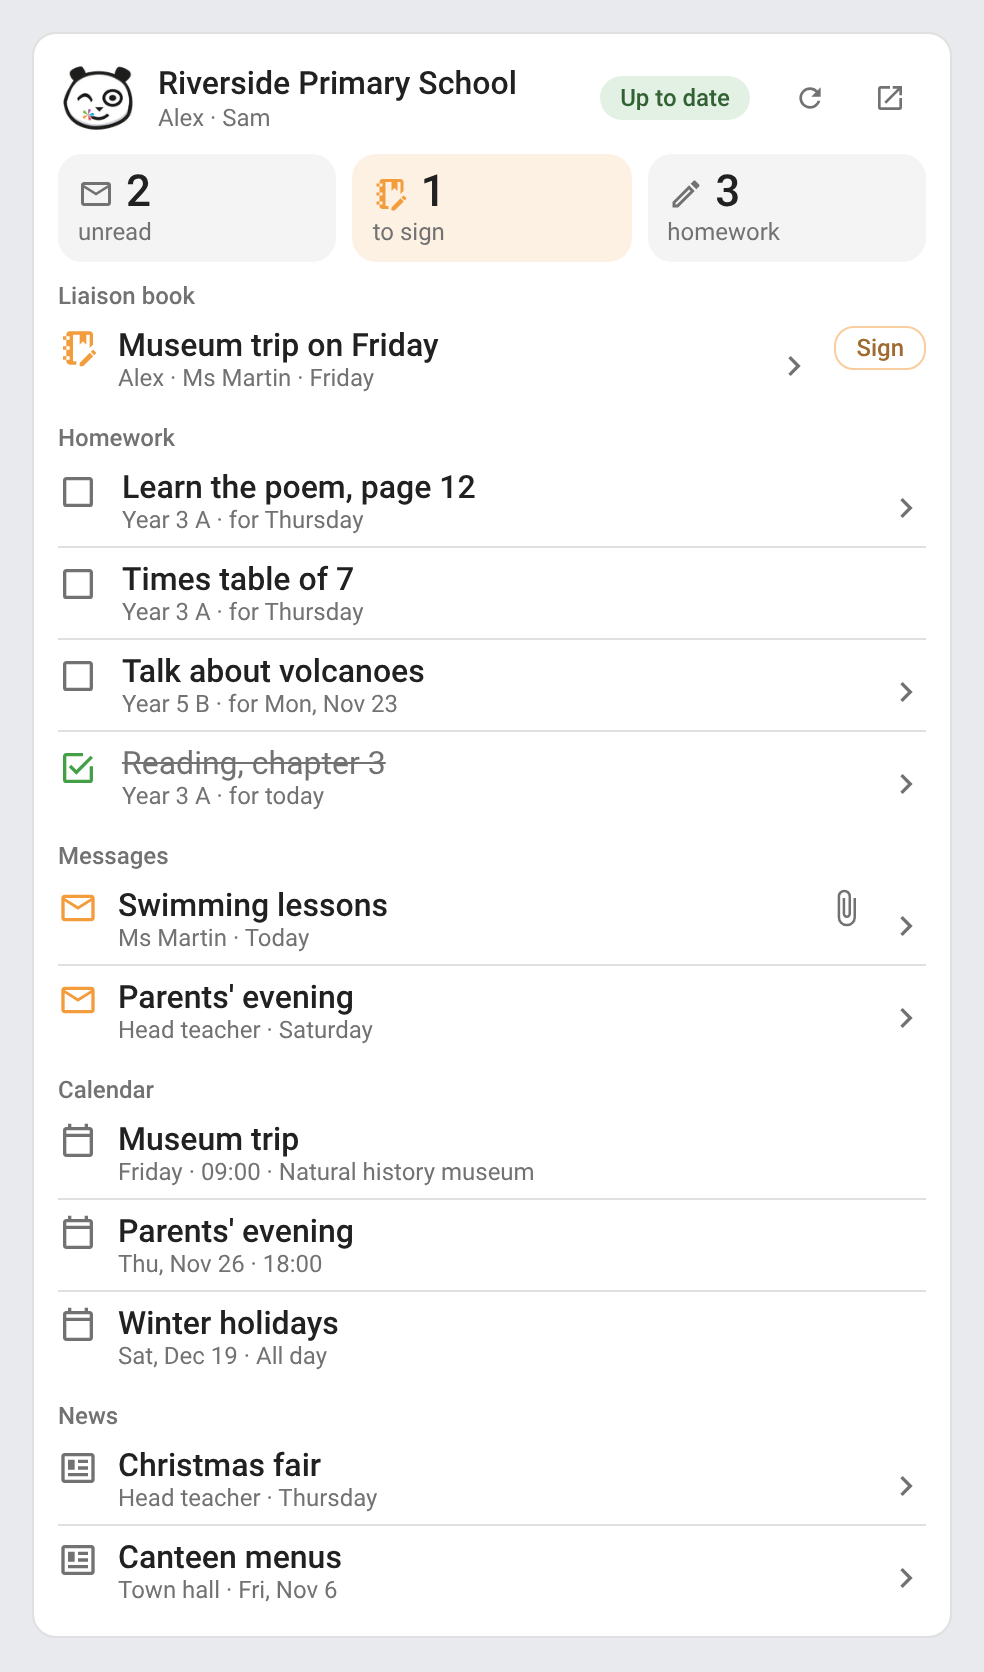 Riverside Primary School
Alex · Sam
Up to date
2
unread
1
to sign
3
homework
Liaison book
Museum trip on Friday
Alex · Ms Martin · Friday
Sign
Homework
Learn the poem, page 12
Year 3 A · for Thursday
Times table of 7
Year 3 A · for Thursday
Talk about volcanoes
Year 5 B · for Mon, Nov 23
Reading, chapter 3
Year 3 A · for today
Messages
Swimming lessons
Ms Martin · Today
Parents' evening
Head teacher · Saturday
Calendar
Museum trip
Friday · 09:00 · Natural history museum
Parents' evening
Thu, Nov 26 · 18:00
Winter holidays
Sat, Dec 19 · All day
News
Christmas fair
Head teacher · Thursday
Canteen menus
Town hall · Fri, Nov 6